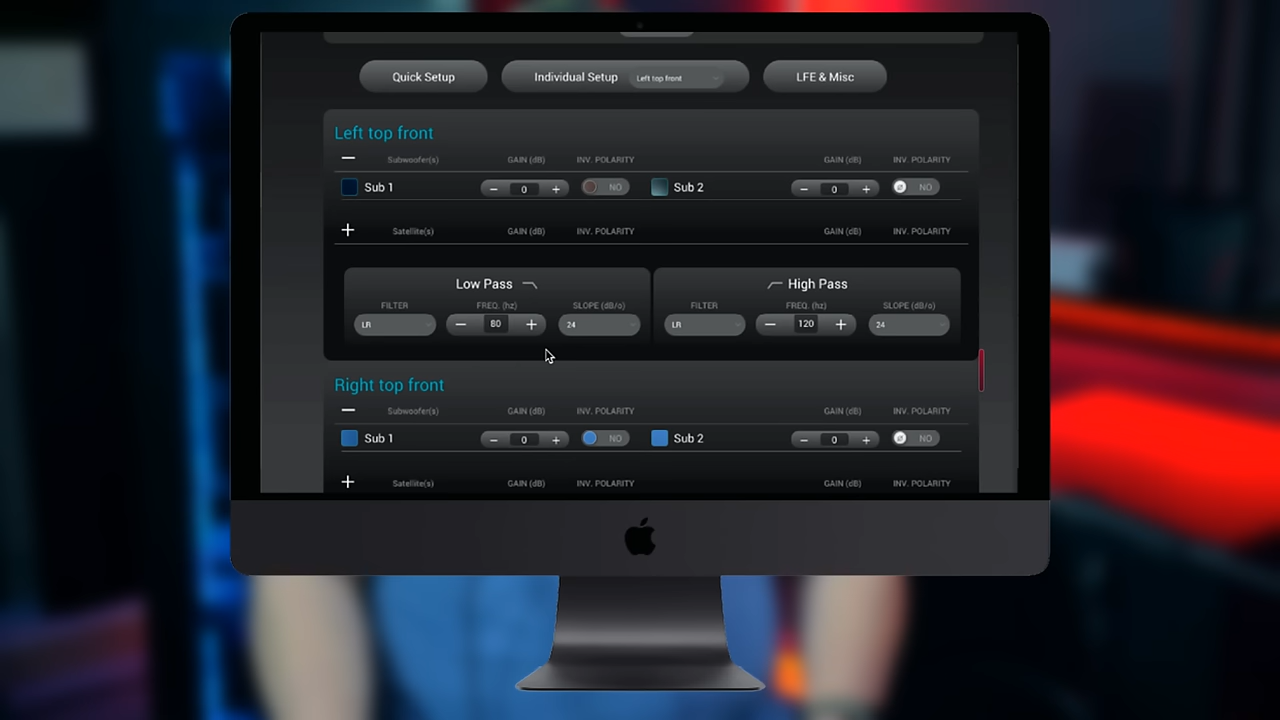 Quick Setup Individual Setup Left top front LFE & Misc
Left top front
Subwoofer(s) GAIN (dB) INV. POLARITY GAIN (dB) INV. POLARITY
Sub 1 − 0 + NO Sub 2 − 0 + NO
+ Satellite(s) GAIN (dB) INV. POLARITY GAIN (dB) INV. POLARITY
Low Pass High Pass
FILTER FREQ. (hz) SLOPE (dB/o) FILTER FREQ. (hz) SLOPE (dB/o)
LR − 80 + 24 LR − 120 + 24
Right top front
Subwoofer(s) GAIN (dB) INV. POLARITY GAIN (dB) INV. POLARITY
Sub 1 − 0 + NO Sub 2 − 0 + NO
+ Satellite(s) GAIN (dB) INV. POLARITY GAIN (dB) INV. POLARITY